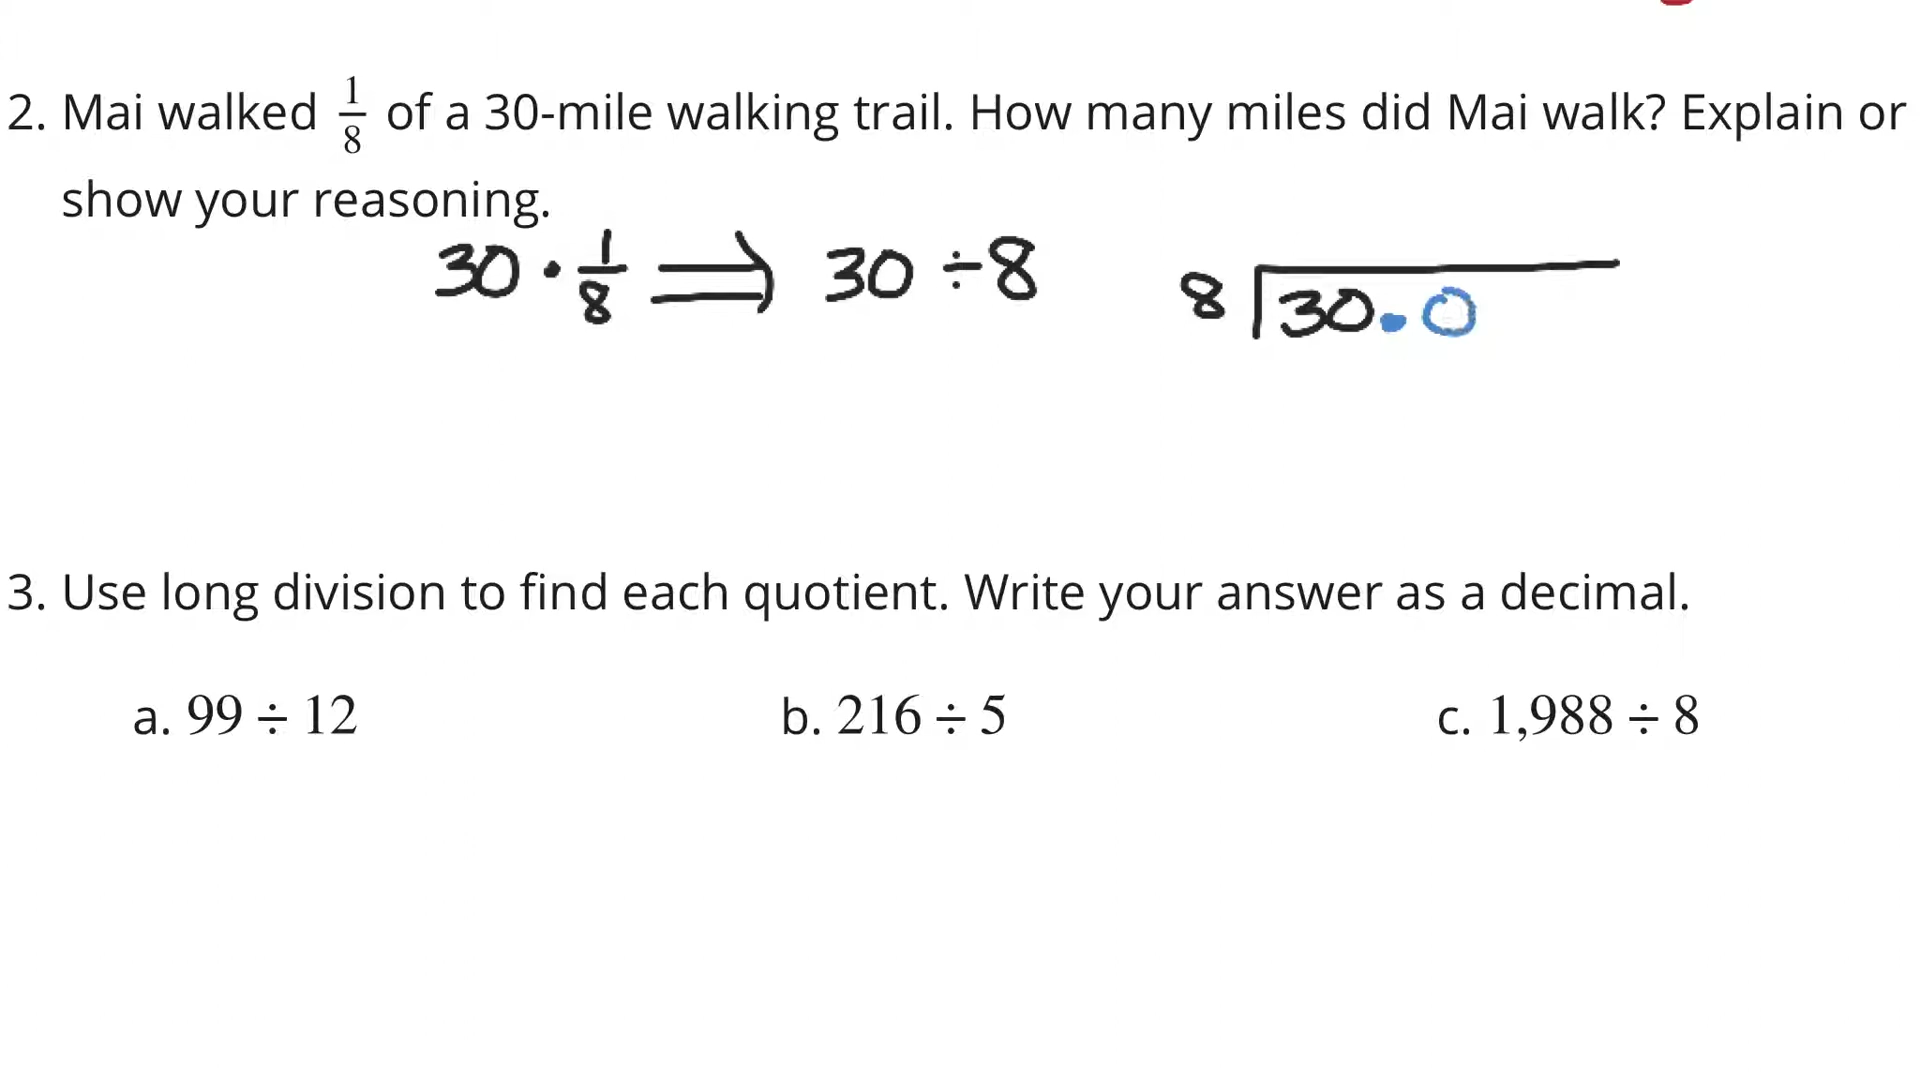 2. Mai walked 1/8 of a 30-mile walking trail. How many miles did Mai walk? Explain or
show your reasoning.
30 · 1/8 ⟹ 30 ÷ 8 8 ⟌30.0
3. Use long division to find each quotient. Write your answer as a decimal.
a. 99 ÷ 12 b. 216 ÷ 5 c. 1,988 ÷ 8